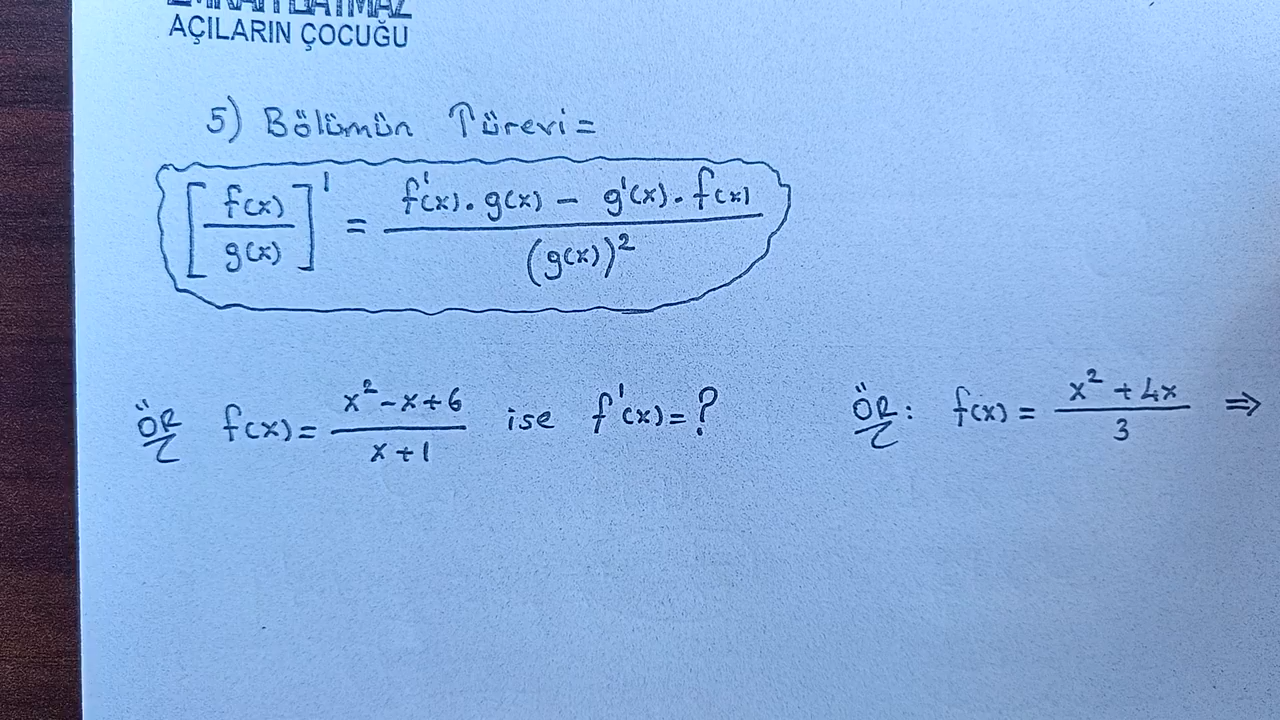 AÇILARIN ÇOCUĞU
5) Bölümün Türevi =
[f(x)/g(x)]' = f'(x) . g(x) - g'(x) . f(x) / (g(x))²
ÖR f(x) = x² - x + 6 / x + 1 ise f'(x) = ?
ÖR: f(x) = x² + 4x / 3 ⇒